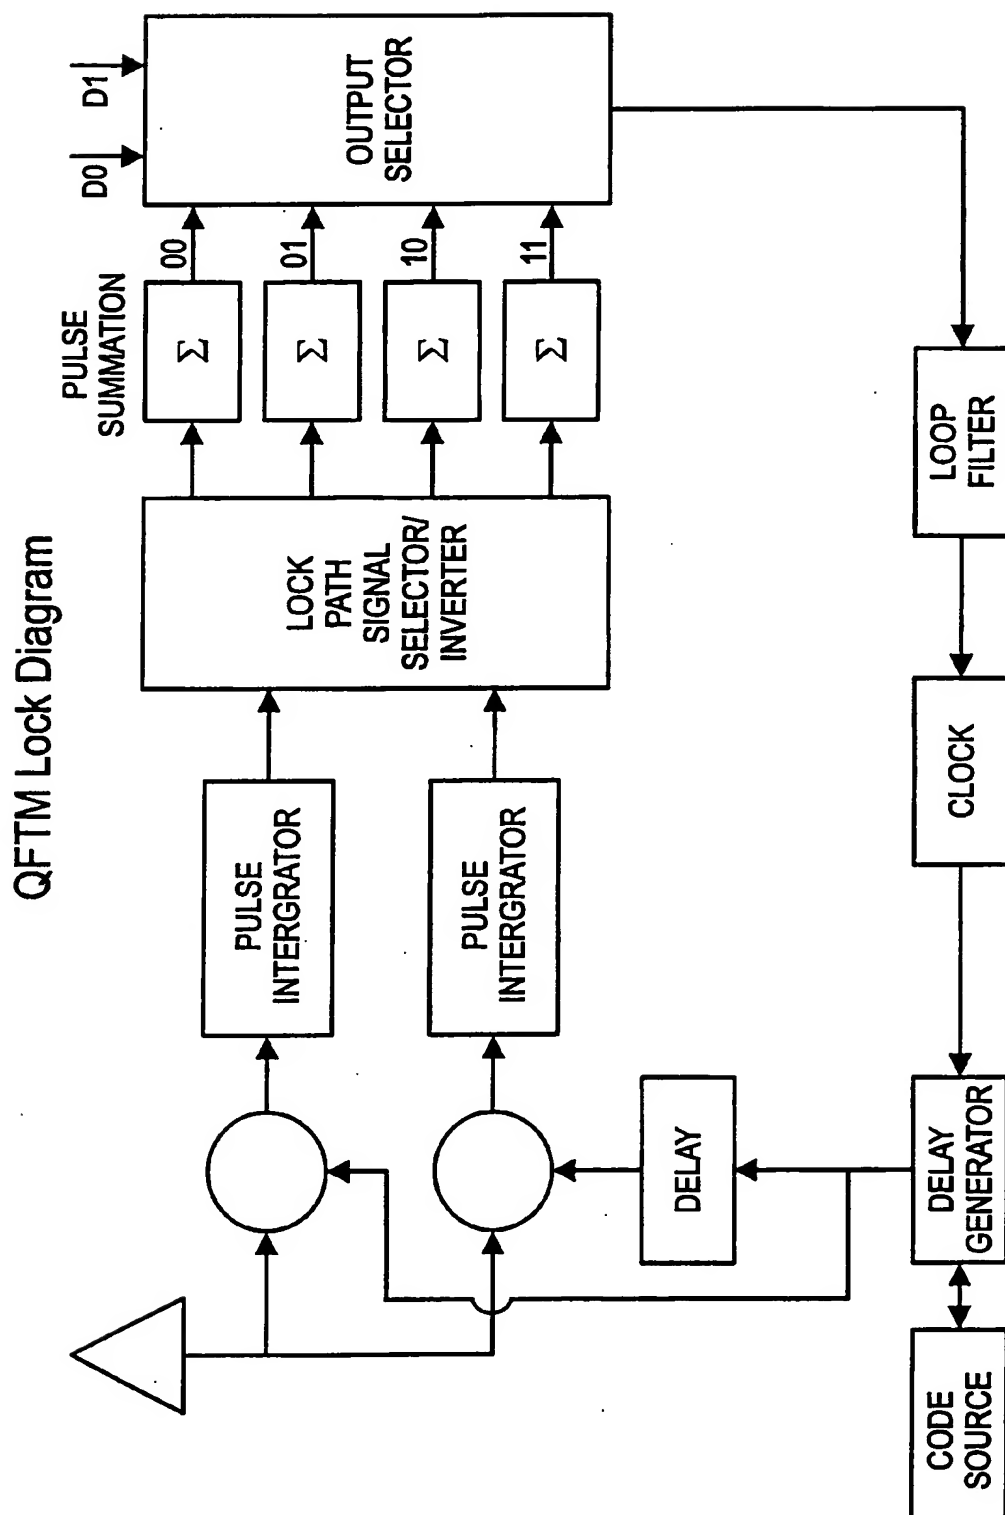 QFTM Lock Diagram
PULSE
INTERGRATOR
PULSE
INTERGRATOR
LOCK
PATH
SIGNAL
SELECTOR/
INVERTER
PULSE
SUMMATION
Σ
Σ
Σ
Σ
00
01
10
11
D0
D1
OUTPUT
SELECTOR
DELAY
CODE
SOURCE
DELAY
GENERATOR
CLOCK
LOOP
FILTER